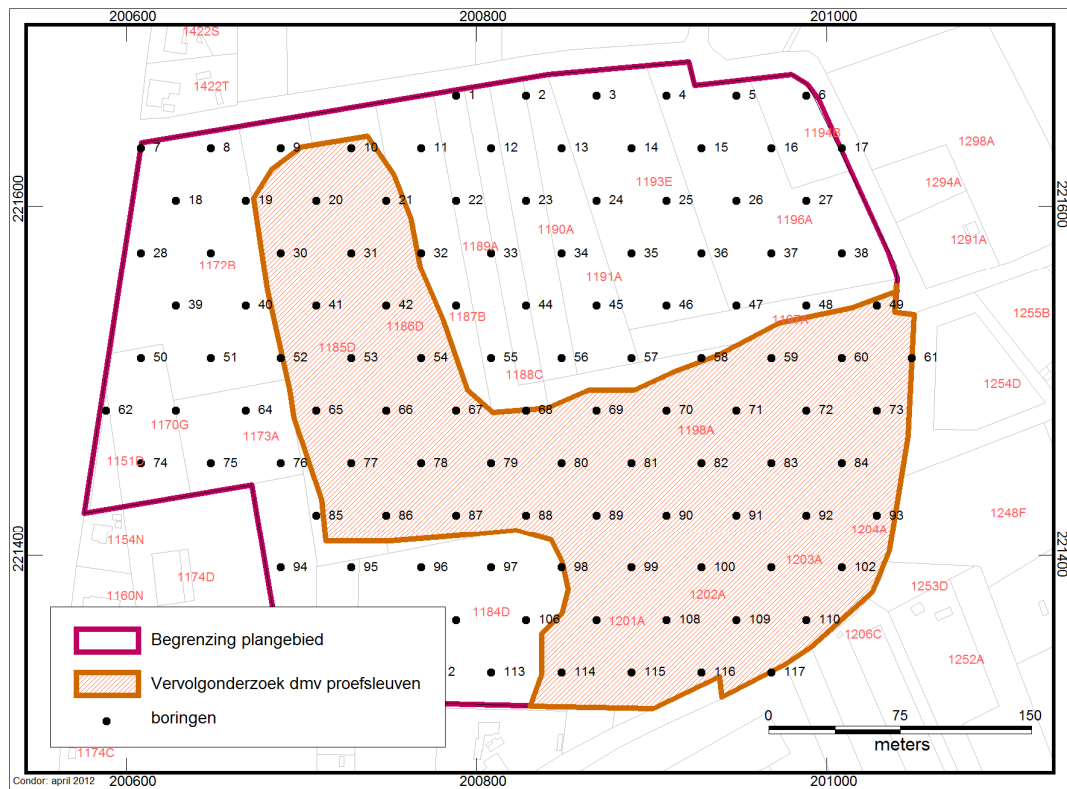 200600 200800 201000
1422S
1422T
1 2 3 4 5 6
1194B
1298A
7 8 9 10 11 12 13 14 15 16 17
1193E
1294A
221600 18 19 20 21 22 23 24 25 26 27 221600
1196A
1190A
1189A
1291A
28 30 31 32 33 34 35 36 37 38
1172B
1191A
39 40 41 42 44 45 46 47 48 49
1187B
1197A
1255B
1186D
1185D
50 51 52 53 54 55 56 57 58 59 60 61
1188C
1254D
62 64 65 66 67 68 69 70 71 72 73
1170G
1173A
1198A
1151D
74 75 76 77 78 79 80 81 82 83 84
85 86 87 88 89 90 91 92 93
1248F
1204A
1154N
221400 221400
94 95 96 97 98 99 100 102
1203A
1174D
1253D
1160N
1202A
1184D
106 108 109 110
1201A
1206C
Begrenzing plangebied
1252A
2 113 114 115 116 117
Vervolgonderzoek dmv proefsleuven
boringen
0 75 150
meters
1174C
Condor: april 2012
200600 200800 201000